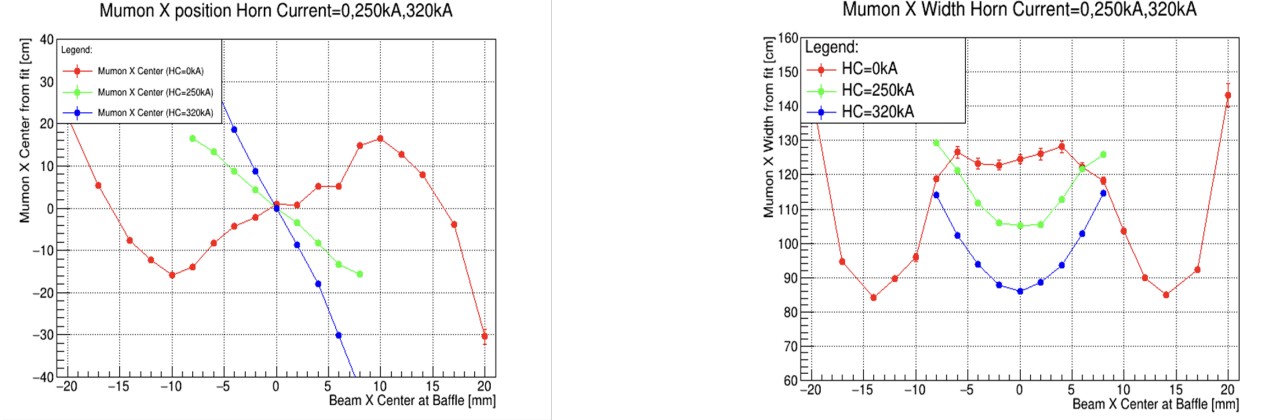 Mumon X position Horn Current=0,250kA,320kA
Mumon X Center from fit [cm]
40
30
20
10
0
−10
−20
−30
−40
Legend:
Mumon X Center (HC=0kA)
Mumon X Center (HC=250kA)
Mumon X Center (HC=320kA)
−20 −15 −10 −5 0 5 10 15 20
Beam X Center at Baffle [mm]
Mumon X Width Horn Current=0,250kA,320kA
Mumon X Width from fit [cm]
160
150
140
130
120
110
100
90
80
70
60
Legend:
HC=0kA
HC=250kA
HC=320kA
−20 −15 −10 −5 0 5 10 15 20
Beam X Center at Baffle [mm]